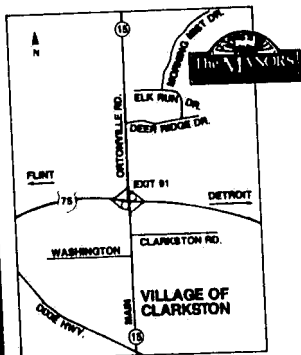 15
MORNING MIST DR.
The MANORS!
N
ELK RUN DR.
ORTONVILLE RD.
DEER RIDGE DR.
FLINT
EXIT 91
DETROIT
75
CLARKSTON RD.
WASHINGTON
VILLAGE OF
CLARKSTON
MAIN
DIXIE HWY.
15